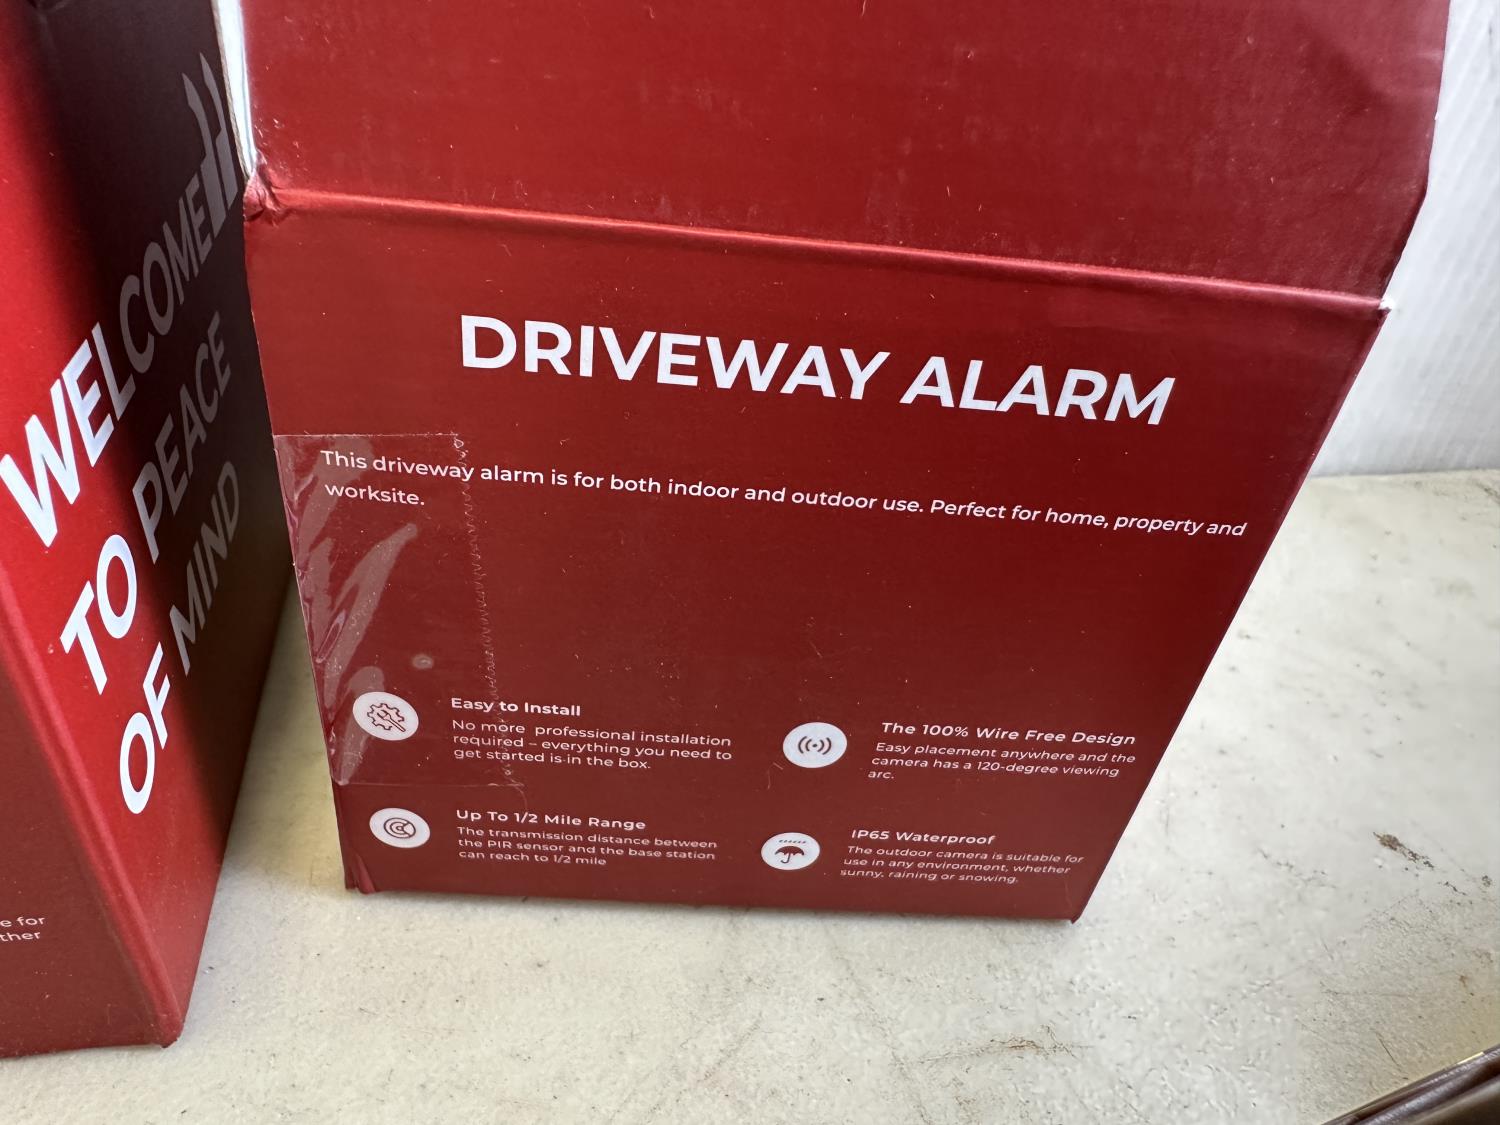 WELCOME
TO PEACE
OF MIND
e for
ther
DRIVEWAY ALARM
This driveway alarm is for both indoor and outdoor use. Perfect for home, property and
worksite.
Easy to Install
No more professional installation
required – everything you need to
get started is in the box.
The 100% Wire Free Design
Easy placement anywhere and the
camera has a 120-degree viewing
arc.
Up To 1/2 Mile Range
The transmission distance between
the PIR sensor and the base station
can reach to 1/2 mile
IP65 Waterproof
The outdoor camera is suitable for
use in any environment, whether
sunny, raining or snowing.